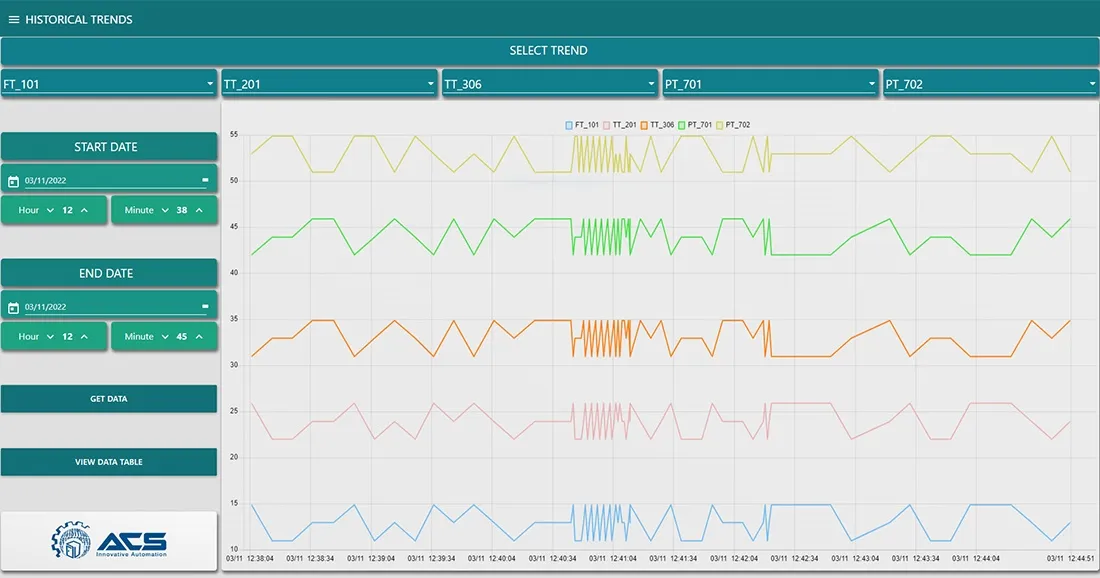 HISTORICAL TRENDS
SELECT TREND
FT_101 TT_201 TT_306 PT_701 PT_702
START DATE
03/11/2022
Hour 12 Minute 38
END DATE
03/11/2022
Hour 12 Minute 45
GET DATA
VIEW DATA TABLE
ACS
Innovative Automation
FT_101 TT_201 TT_306 PT_701 PT_702
55
50
45
40
35
30
25
20
15
10
03/11 12:38:04 03/11 12:38:34 03/11 12:39:04 03/11 12:39:34 03/11 12:40:04 03/11 12:40:34 03/11 12:41:04 03/11 12:41:34 03/11 12:42:04 03/11 12:42:34 03/11 12:43:04 03/11 12:43:34 03/11 12:44:04 03/11 12:44:51